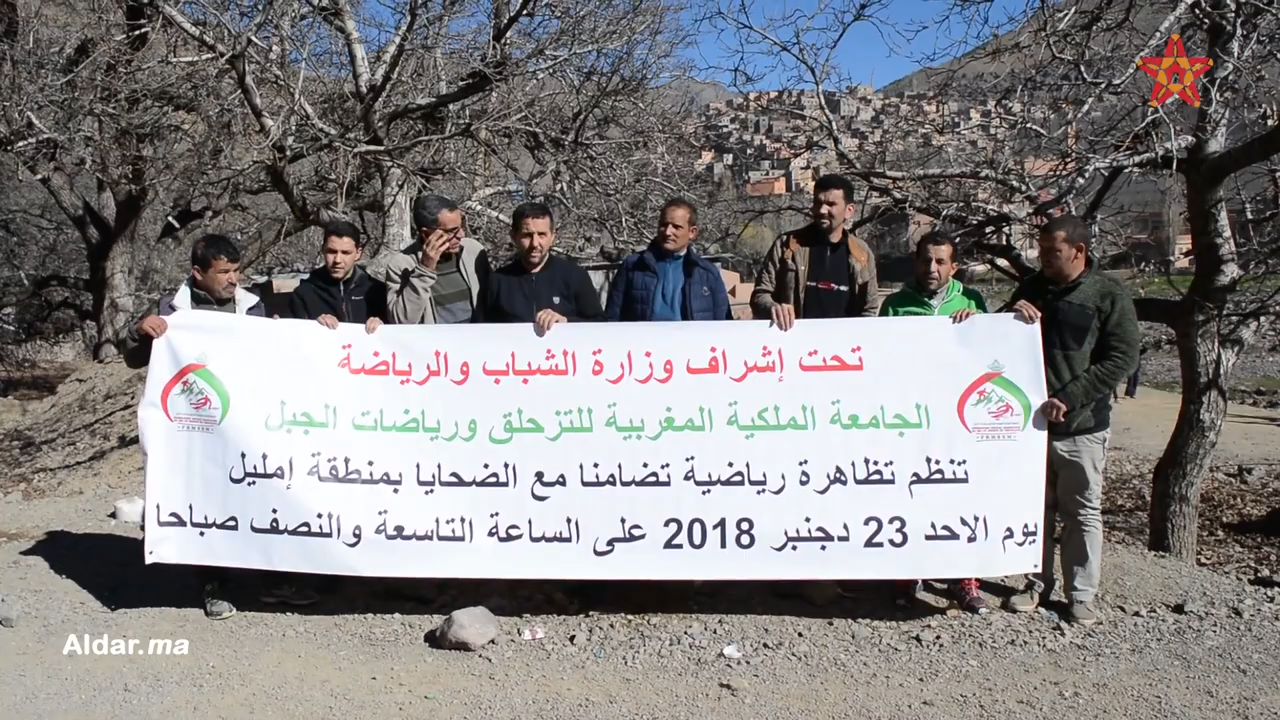 تحت إشراف وزارة الشباب والرياضة
الجامعة الملكية المغربية للتزحلق ورياضات الجبل
تنظم تظاهرة رياضية تضامنا مع الضحايا بمنطقة إمليل
يوم الاحد 23 دجنبر 2018 على الساعة التاسعة والنصف صباحا.
Aldar.ma